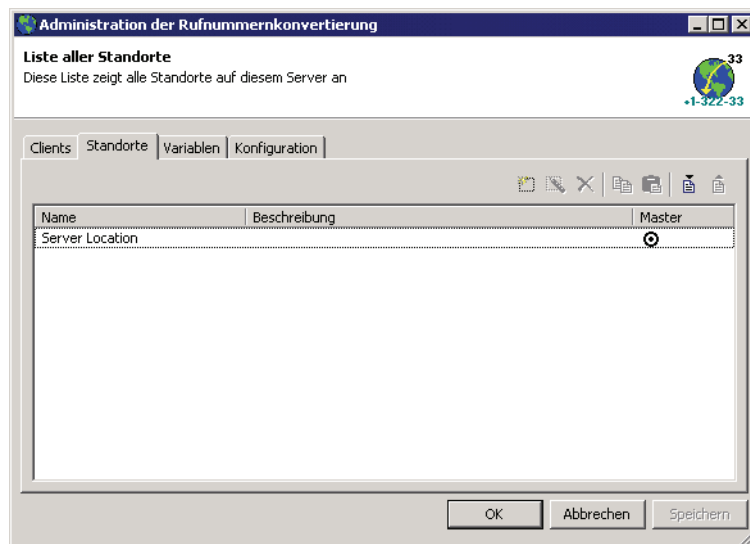 Administration der Rufnummernkonvertierung
Liste aller Standorte
Diese Liste zeigt alle Standorte auf diesem Server an
33
+1-322-33
Clients Standorte Variablen Konfiguration
Name Beschreibung Master
Server Location
OK Abbrechen Speichern